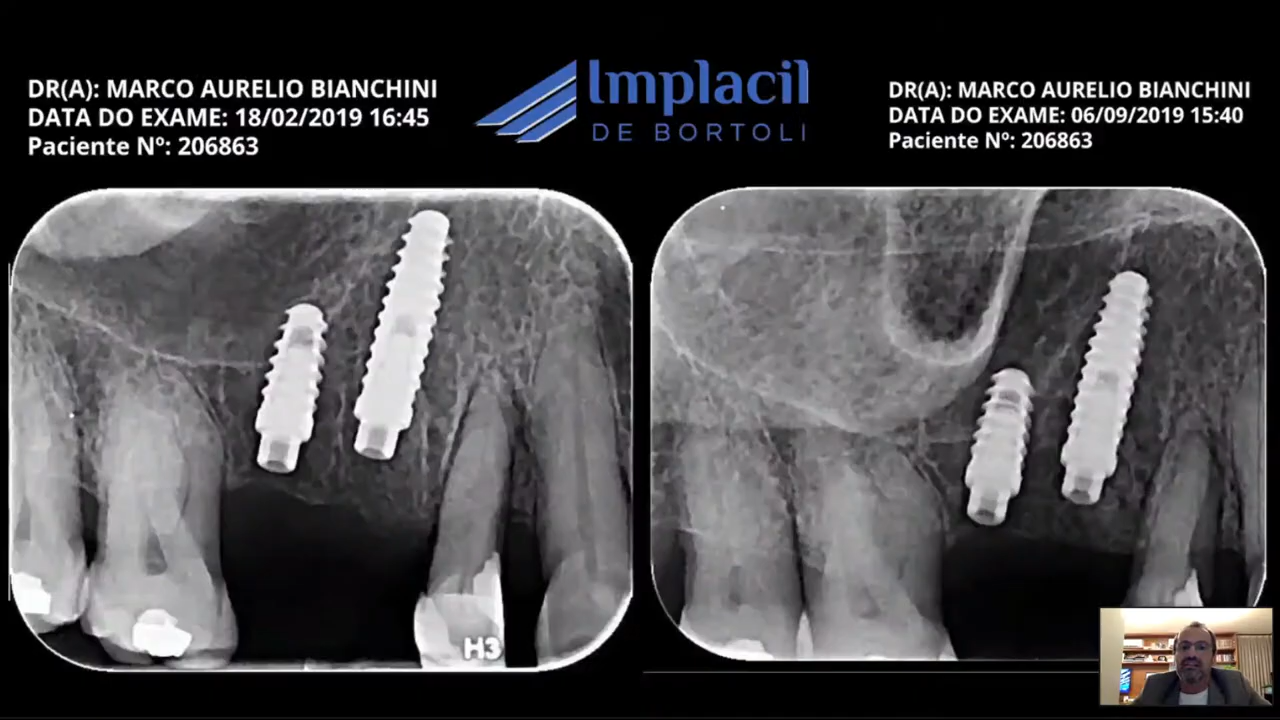 DR(A): MARCO AURELIO BIANCHINI
DATA DO EXAME: 18/02/2019 16:45
Paciente Nº: 206863
Implacil
DE BORTOLI
DR(A): MARCO AURELIO BIANCHINI
DATA DO EXAME: 06/09/2019 15:40
Paciente Nº: 206863
H3